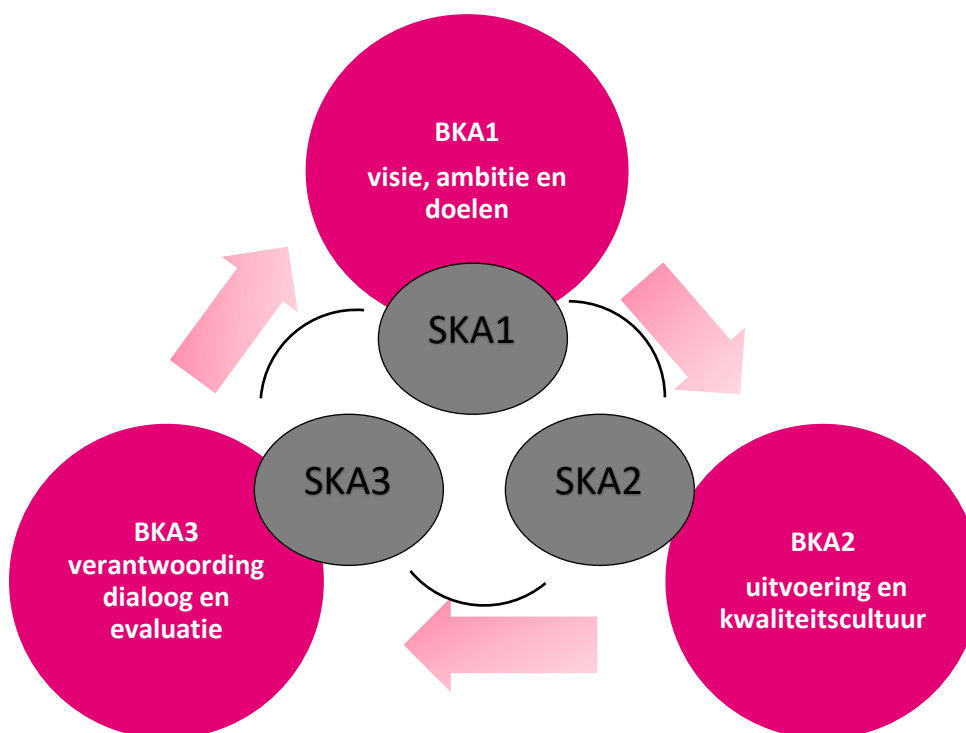 BKA1
visie, ambitie en
doelen
SKA1
SKA3
SKA2
BKA3
verantwoording
dialoog en
evaluatie
BKA2
uitvoering en
kwaliteitscultuur